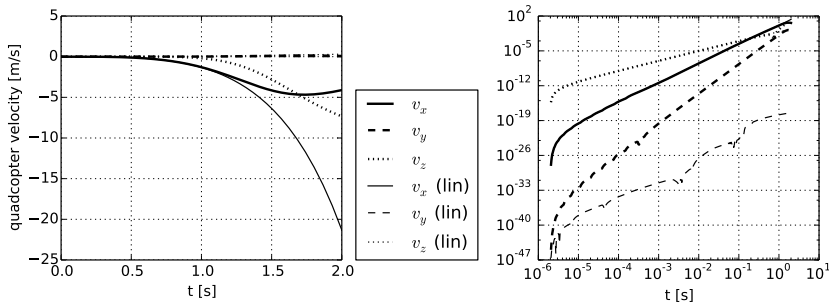 quadcopter velocity [m/s]
5
0
−5
−10
−15
−20
−25
0.0 0.5 1.0 1.5 2.0
t [s]
v_x
v_y
v_z
v_x (lin)
v_y (lin)
v_z (lin)
10^2
10^-5
10^-12
10^-19
10^-26
10^-33
10^-40
10^-47
10^-6 10^-5 10^-4 10^-3 10^-2 10^-1 10^0 10^1
t [s]